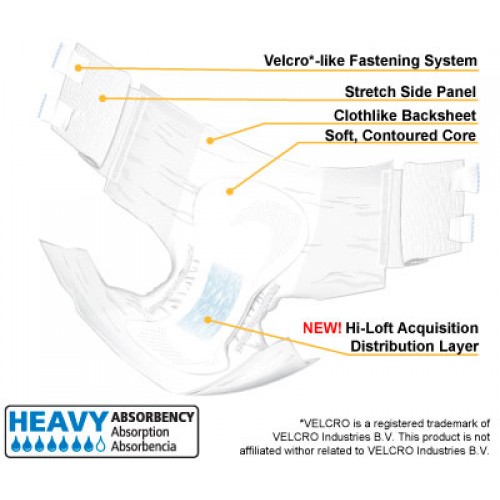 Velcro*-like Fastening System
Stretch Side Panel
Clothlike Backsheet
Soft, Contoured Core
NEW! Hi-Loft Acquisition
Distribution Layer
HEAVY ABSORBENCY
Absorption
Absorbencia
*VELCRO is a registered trademark of
VELCRO Industries B.V. This product is not
affiliated withor related to VELCRO Industries B.V.